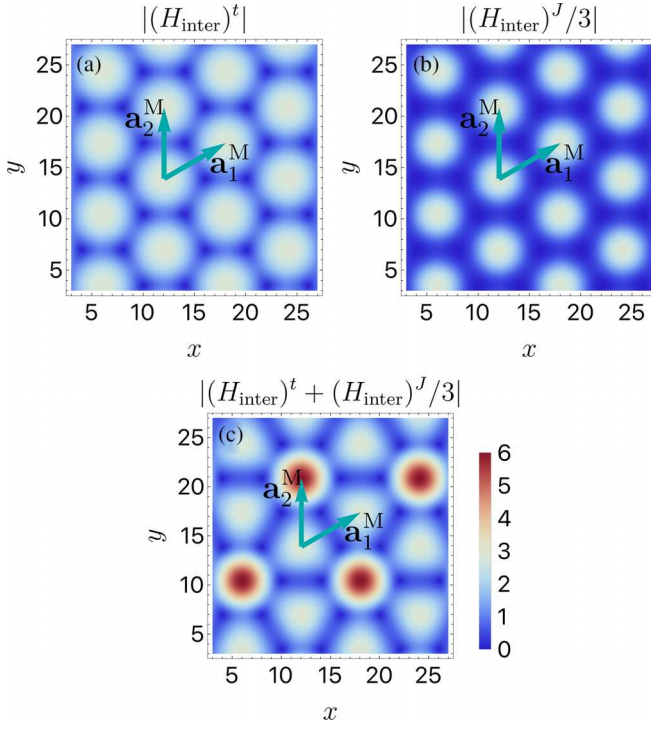 |(H_inter)^t|
|(H_inter)^J/3|
(a)
25
20
15
10
5
y
a_2^M
a_1^M
5 10 15 20 25
x
(b)
25
20
15
10
5
y
a_2^M
a_1^M
5 10 15 20 25
x
|(H_inter)^t + (H_inter)^J/3|
(c)
25
20
15
10
5
y
a_2^M
a_1^M
5 10 15 20 25
x
6
5
4
3
2
1
0